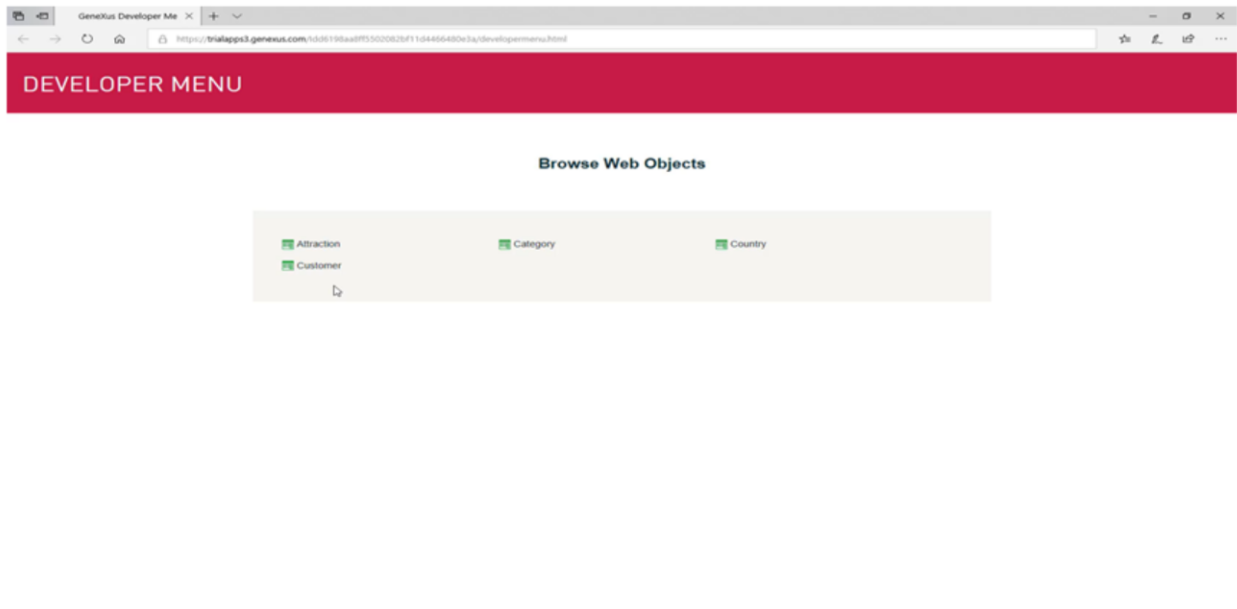 GeneXus Developer Me
https://trialapps3.genexus.com
DEVELOPER MENU
Browse Web Objects
Attraction Category Country
Customer